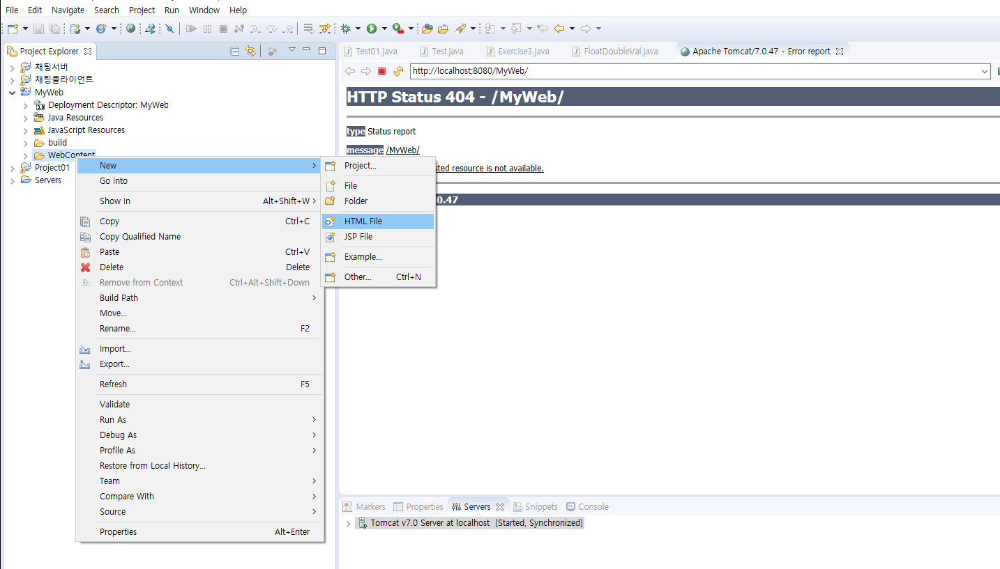 File Edit Navigate Search Project Run Window Help
Project Explorer
채팅서버
채팅클라이언트
MyWeb
Deployment Descriptor: MyWeb
Java Resources
JavaScript Resources
build
WebContent
Project01
Servers
New
Go Into
Show In Alt+Shift+W
Copy Ctrl+C
Copy Qualified Name
Paste Ctrl+V
Delete Delete
Remove from Context Ctrl+Alt+Shift+Down
Build Path
Move...
Rename... F2
Import...
Export...
Refresh F5
Validate
Run As
Debug As
Profile As
Restore from Local History...
Team
Compare With
Source
Properties Alt+Enter
Project...
File
Folder
HTML File
JSP File
Example...
Other... Ctrl+N
Test01.java Test.java Exercise3.java FloatDoubleVal.java Apache Tomcat/7.0.47 - Error report
http://localhost:8080/MyWeb/
HTTP Status 404 - /MyWeb/
type Status report
message /MyWeb/
sted resource is not available.
0.47
Markers Properties Servers Snippets Console
Tomcat v7.0 Server at localhost [Started, Synchronized]